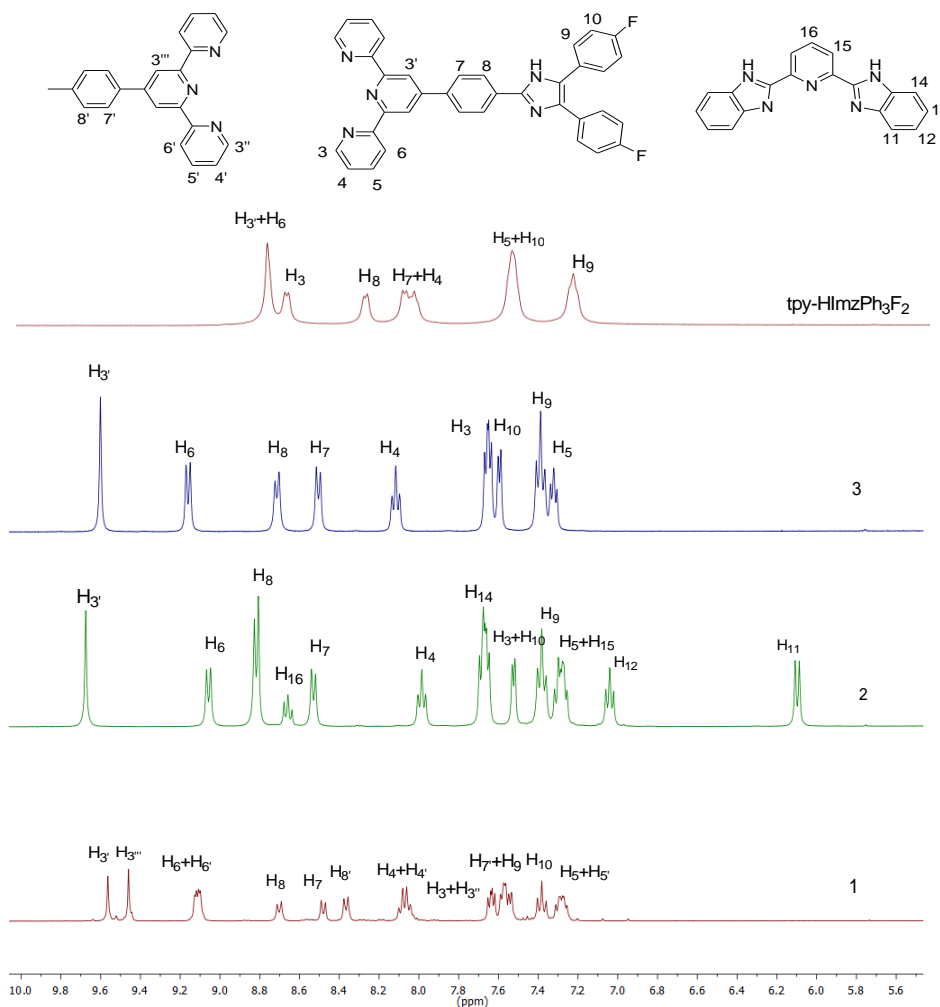 10 F
9
16
15
N
3''' N
N
7 8
3' H
N
N N
NH N HN
14
1
N N
12
11
8' 7'
N
6' 3''
5' 4'
N
3 6
4 5
F
H3'+H6
H3 H8 H7+H4 H5+H10 H9
tpy-HImzPh3F2
H3'
H6 H8 H7 H4 H3 H10 H9 H5
3
H3' H6 H8 H16 H7 H4 H14 H3+H10 H9 H5+H15 H12 H11
2
H3' H3''' H6+H6' H8 H7 H8' H4+H4' H3+H3'' H7'+H9 H10 H5+H5'
1
10.0 9.8 9.6 9.4 9.2 9.0 8.8 8.6 8.4 8.2 8.0 7.8 7.6 7.4 7.2 7.0 6.8 6.6 6.4 6.2 6.0 5.8 5.6
(ppm)